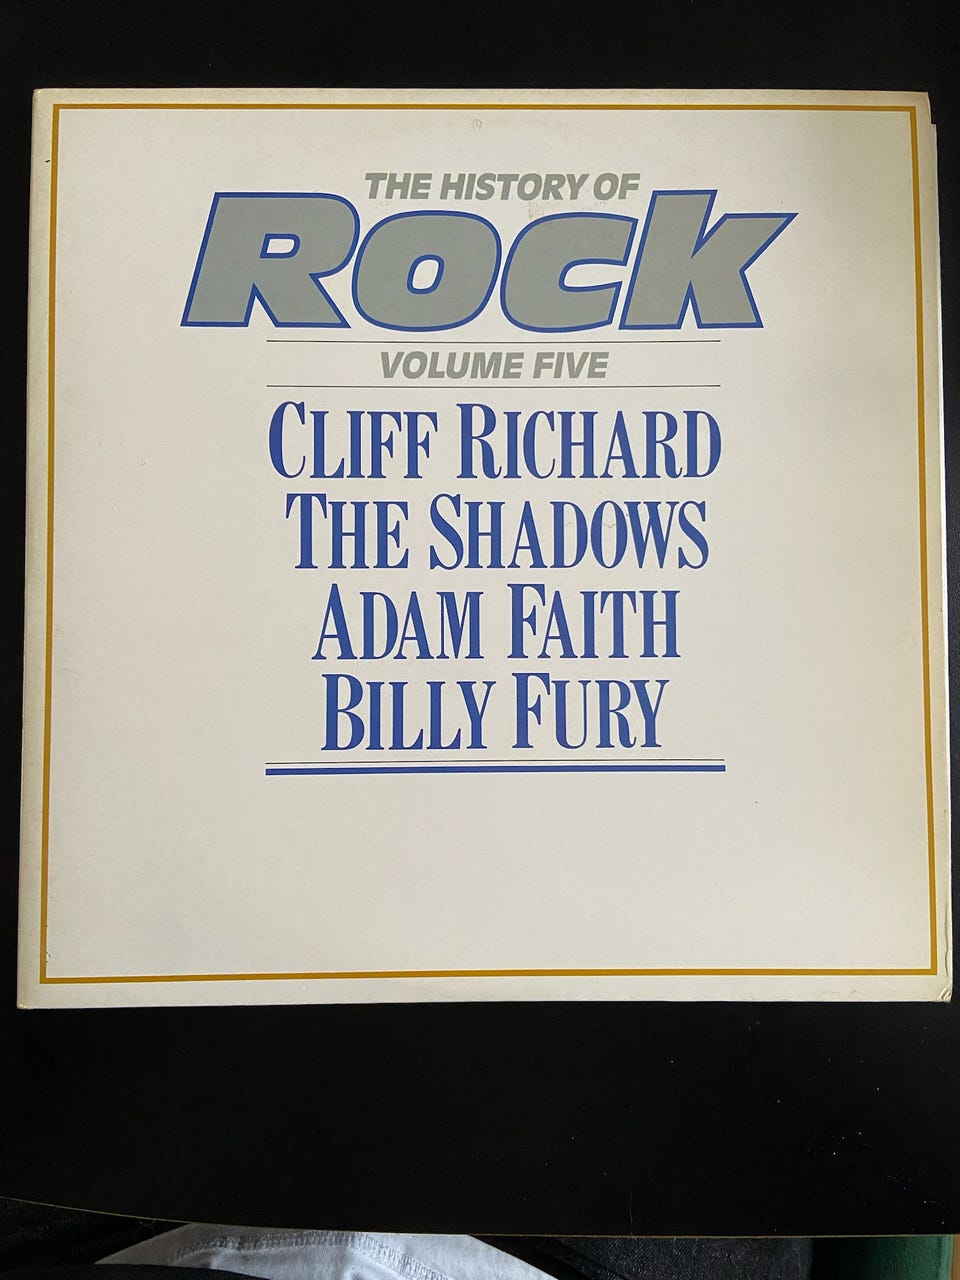 THE HISTORY OF
Rock
VOLUME FIVE
CLIFF RICHARD
THE SHADOWS
ADAM FAITH
BILLY FURY